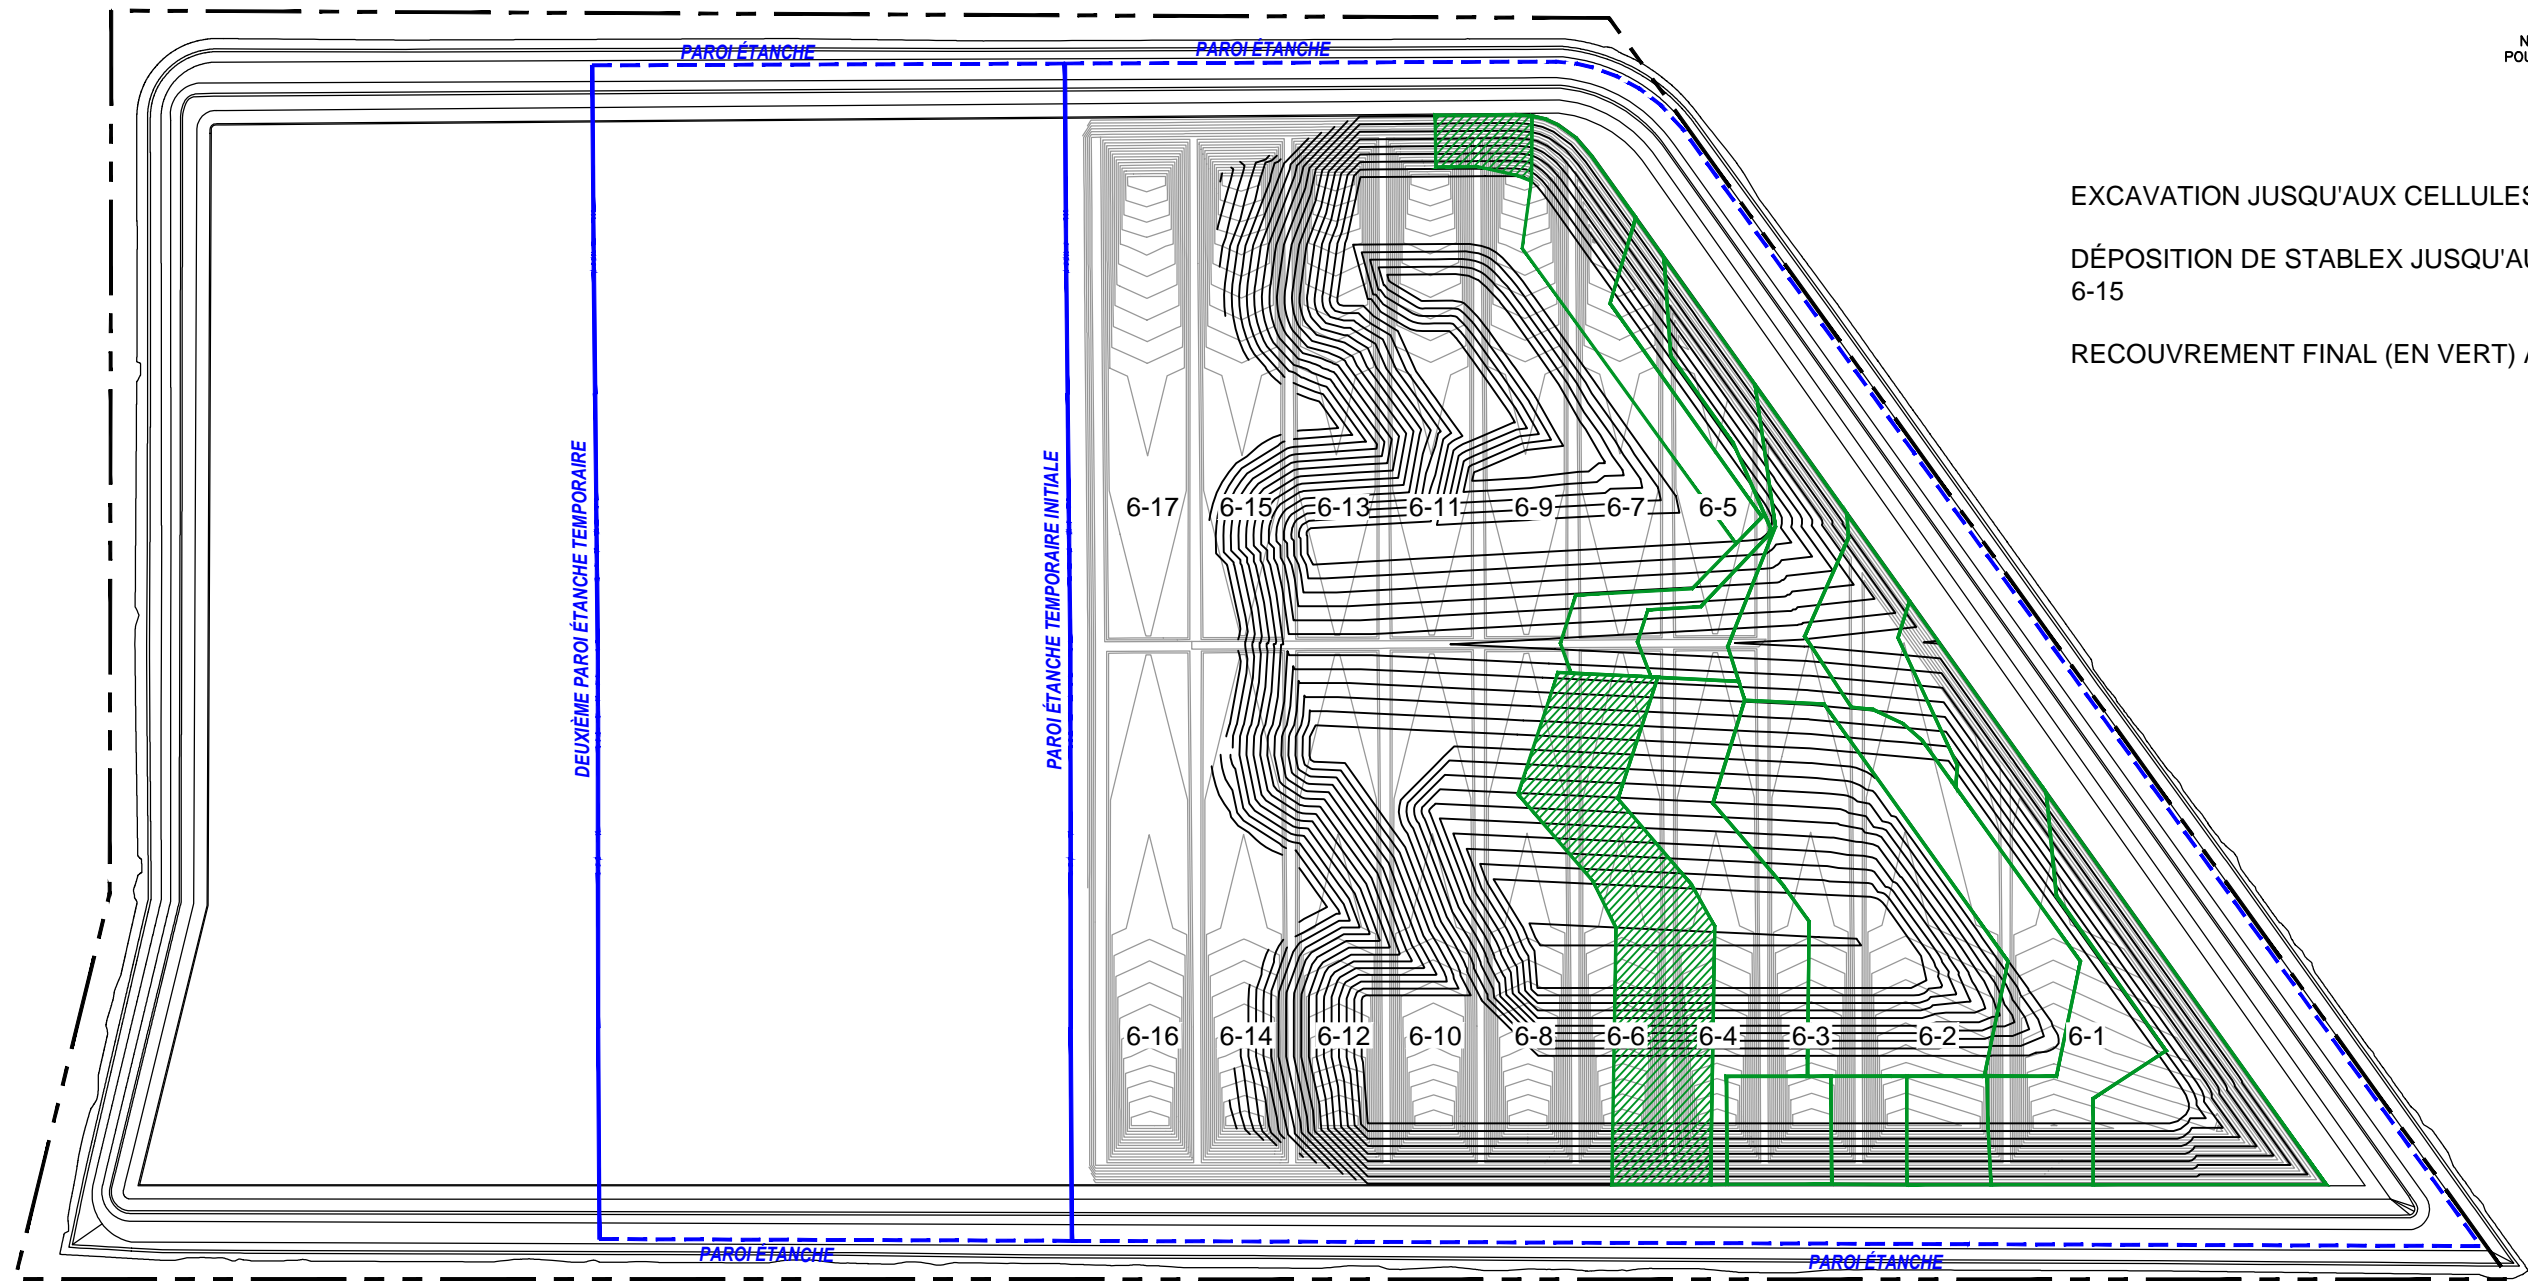 PAROI ÉTANCHE
PAROI ÉTANCHE
EXCAVATION JUSQU'AUX CELLULES
DÉPOSITION DE STABLEX JUSQU'AU
6-15
RECOUVREMENT FINAL (EN VERT)
DEUXIÈME PAROI ÉTANCHE TEMPORAIRE
PAROI ÉTANCHE TEMPORAIRE INITIALE
6-17
6-15
6-13
6-11
6-9
6-7
6-5
6-16
6-14
6-12
6-10
6-8
6-6
6-4
6-3
6-2
6-1
PAROI ÉTANCHE
PAROI ÉTANCHE